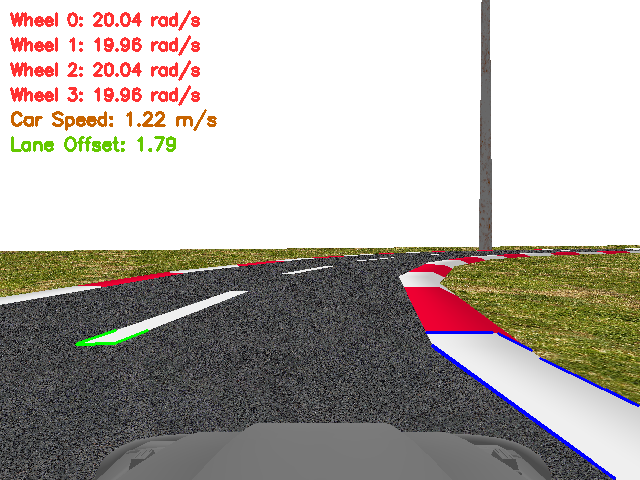 Wheel 0: 20.04 rad/s
Wheel 1: 19.96 rad/s
Wheel 2: 20.04 rad/s
Wheel 3: 19.96 rad/s
Car Speed: 1.22 m/s
Lane Offset: 1.79